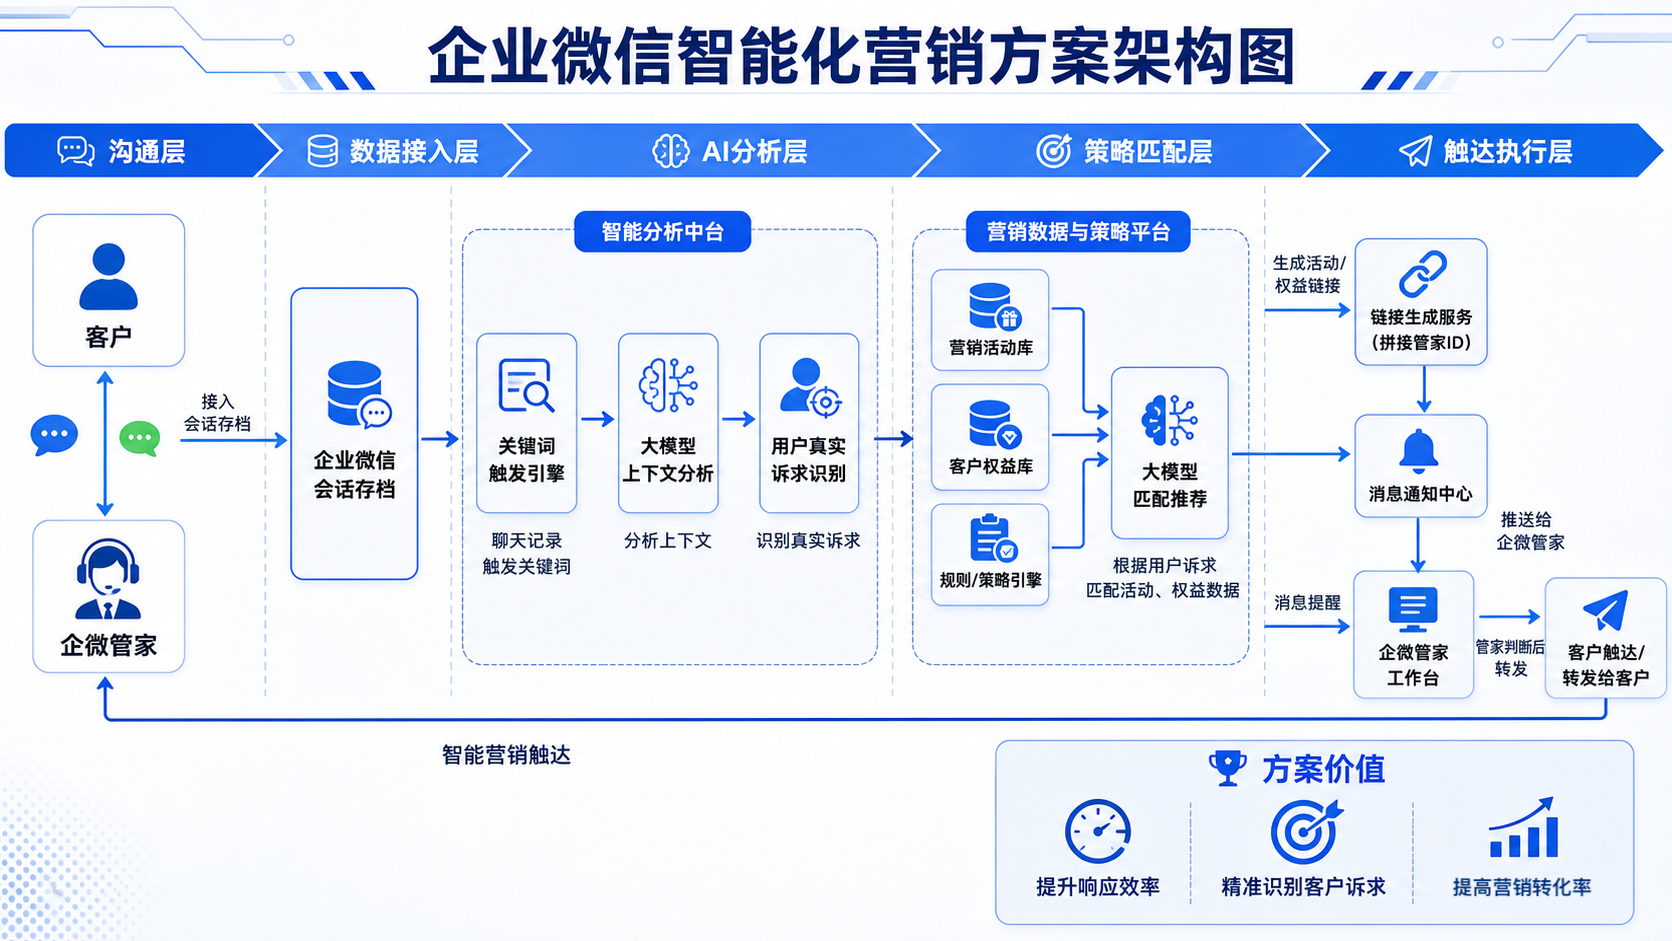 企业微信智能化营销方案架构图
沟通层
数据接入层
AI分析层
策略匹配层
触达执行层
客户
企微管家
接入
会话存档
企业微信
会话存档
智能分析中台
关键词
触发引擎
大模型
上下文分析
用户真实
诉求识别
聊天记录
触发关键词
分析上下文
识别真实诉求
营销数据与策略平台
营销活动库
客户权益库
规则/策略引擎
大模型
匹配推荐
根据用户诉求
匹配活动、权益数据
生成活动/
权益链接
链接生成服务
(拼接管家ID)
消息通知中心
推送给
企微管家
消息提醒
企微管家
工作台
管家判断后
转发
客户触达/
转发给客户
智能营销触达
方案价值
提升响应效率
精准识别客户诉求
提高营销转化率